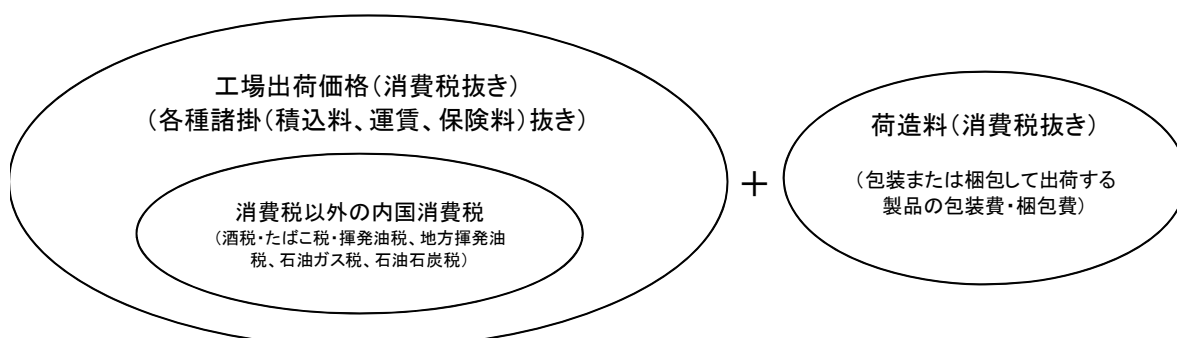 工場出荷価格（消費税抜き）
（各種諸掛（積込料、運賃、保険料）抜き）
消費税以外の内国消費税
（酒税・たばこ税・揮発油税、地方揮発油
税、石油ガス税、石油石炭税）
＋
荷造料（消費税抜き）
（包装または梱包して出荷する
製品の包装費・梱包費）